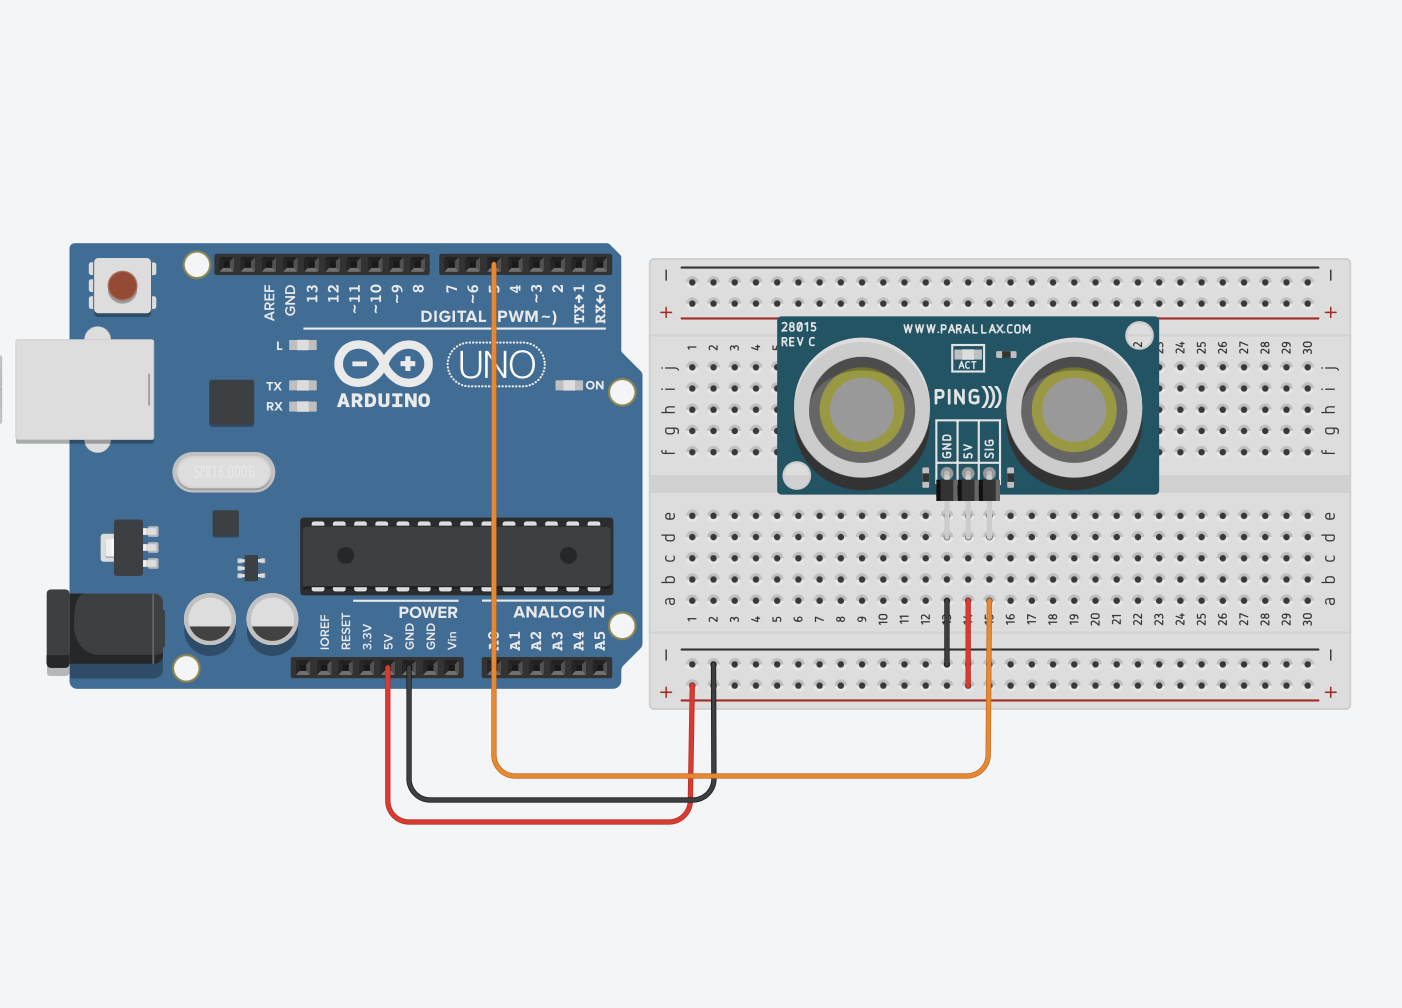 AREF
GND
13
12
~11
~10
~9
8
7
~6
5
4
~3
2
TX→1
RX←0
DIGITAL (PWM~)
L
TX
RX
ARDUINO
UNO
ON
SPK16.000G
POWER
ANALOG IN
IOREF
RESET
3.3V
5V
GND
GND
Vin
A0
A1
A2
A3
A4
A5
− −
+ +
1 2 3 4 5 2 23 24 25 26 27 28 29 30
j j
i i
h h
g g
f f
28015
REV C
WWW.PARALLAX.COM
ACT
PING)))
GND
5V
SIG
e e
d d
c c
b b
a a
1 2 3 4 5 6 7 8 9 10 11 12 13 14 15 16 17 18 19 20 21 22 23 24 25 26 27 28 29 30
− −
+ +